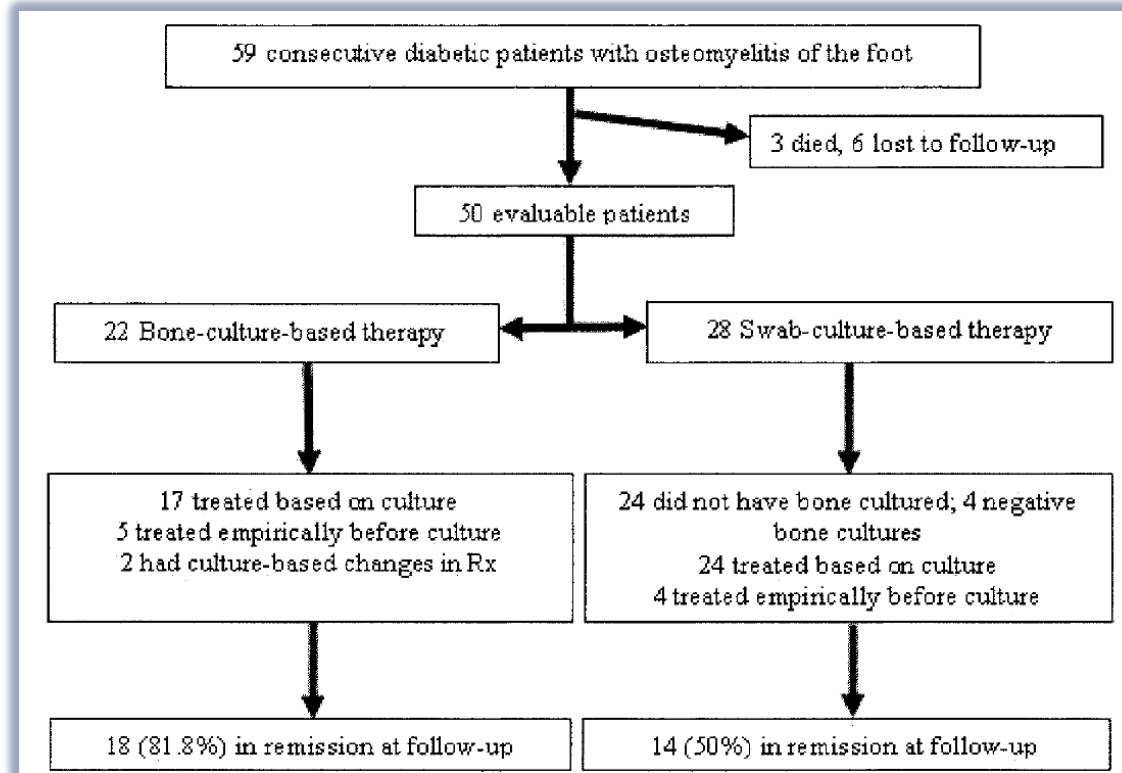 59 consecutive diabetic patients with osteomyelitis of the foot
3 died, 6 lost to follow-up
50 evaluable patients
22 Bone-culture-based therapy
28 Swab-culture-based therapy
17 treated based on culture
5 treated empirically before culture
2 had culture-based changes in Rx
24 did not have bone cultured; 4 negative
bone cultures
24 treated based on culture
4 treated empirically before culture
18 (81.8%) in remission at follow-up
14 (50%) in remission at follow-up